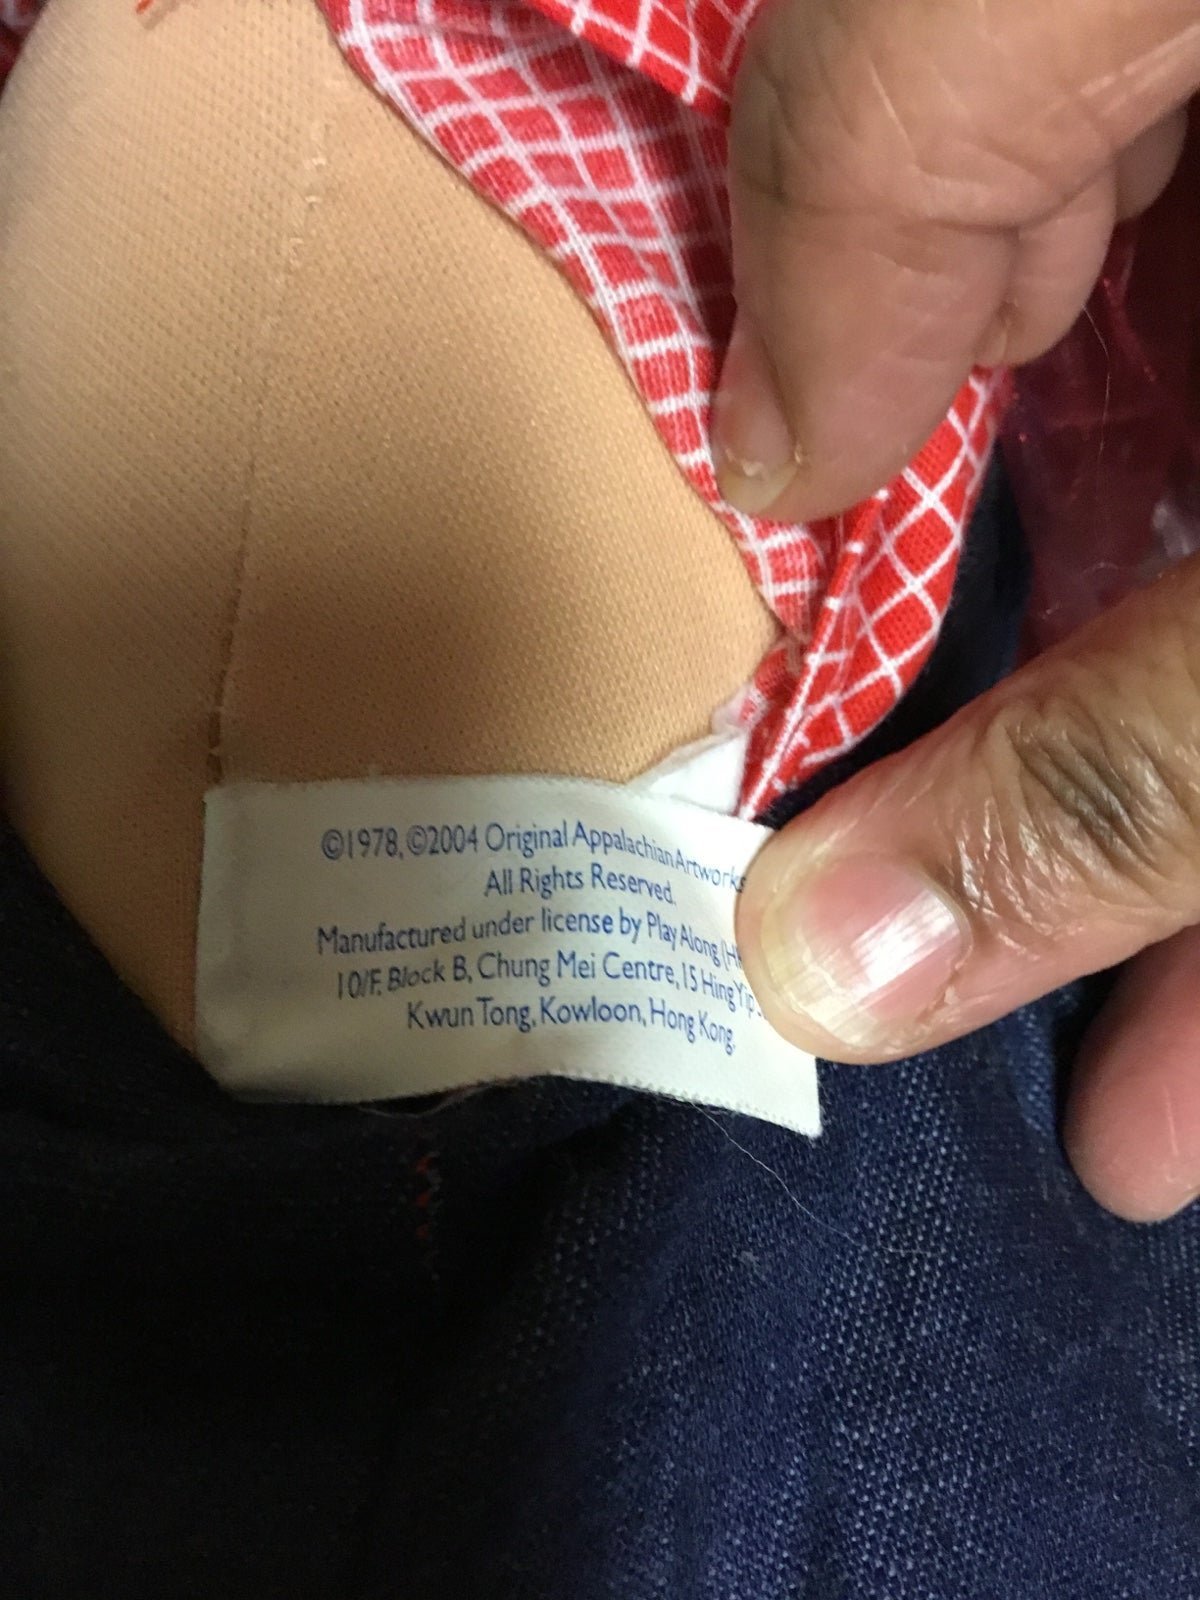 ©1978, ©2004 Original Appalachian Artworks
All Rights Reserved.
Manufactured under license by Play Along (H
10/F, Block B, Chung Mei Centre, 15 Hing Yip
Kwun Tong, Kowloon, Hong Kong.